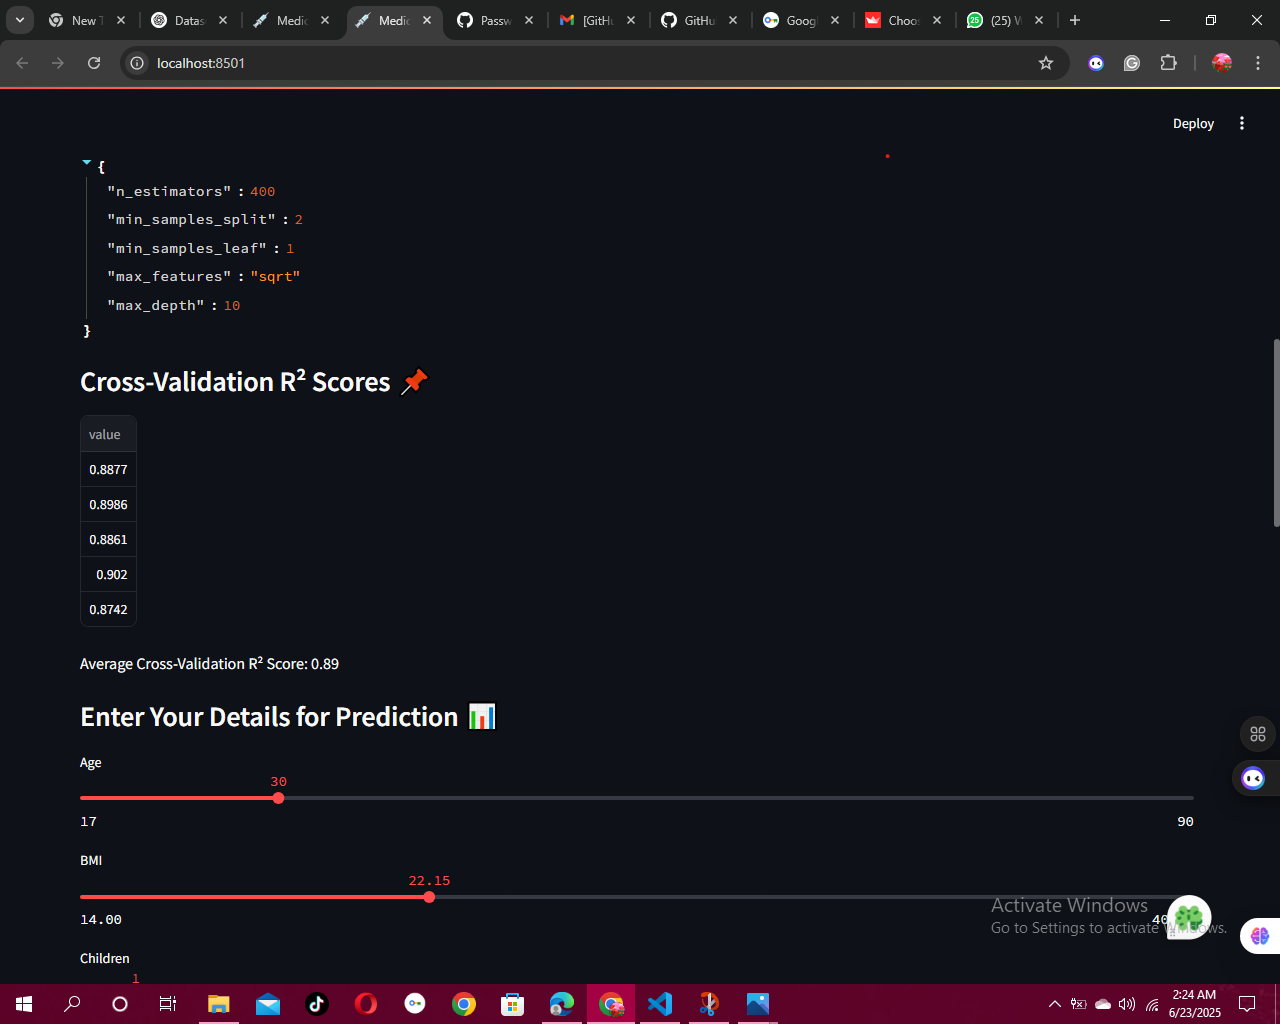 New T
Datas
Medic
Medic
Passw
[GitHu
GitHu
Googl
Choos
(25) W
localhost:8501
Deploy
{
"n_estimators" : 400
"min_samples_split" : 2
"min_samples_leaf" : 1
"max_features" : "sqrt"
"max_depth" : 10
}
Cross-Validation R² Scores 📌
value
0.8877
0.8986
0.8861
0.902
0.8742
Average Cross-Validation R² Score: 0.89
Enter Your Details for Prediction 📊
Age
30
17 90
BMI
22.15
14.00 40
Activate Windows
Go to Settings to activate Windows.
Children
1
2:24 AM
6/23/2025